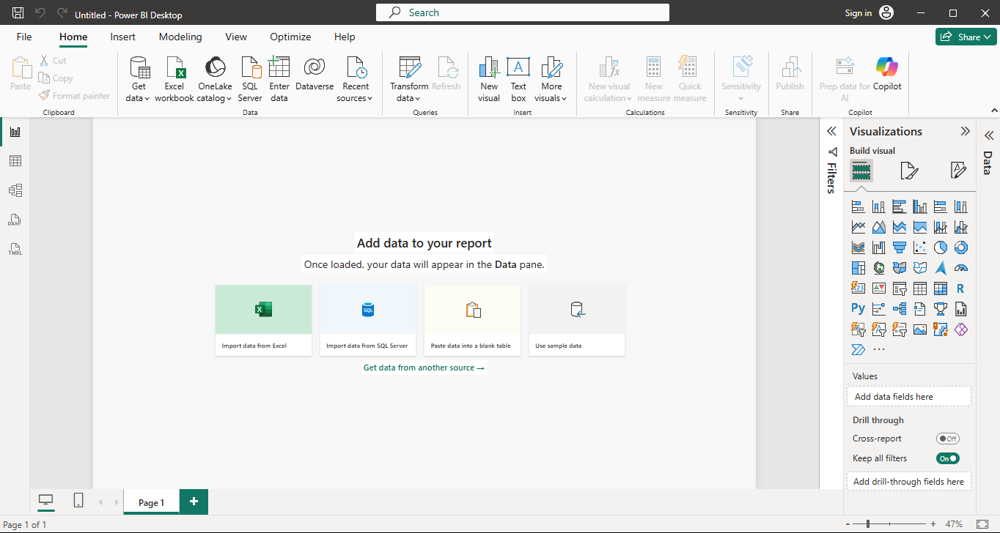 Untitled - Power BI Desktop
Search
Sign in
File Home Insert Modeling View Optimize Help
Share
Paste
Cut
Copy
Format painter
Clipboard
Get
data
Excel
workbook
OneLake
catalog
SQL
Server
Enter
data
Dataverse
Recent
sources
Data
Transform
data
Refresh
Queries
New
visual
Text
box
More
visuals
Insert
New visual
calculation
New
measure
Quick
measure
Calculations
Sensitivity
Sensitivity
Publish
Share
Prep data for
AI
Copilot
Copilot
DAX
TMDL
Add data to your report
Once loaded, your data will appear in the Data pane.
Import data from Excel
SQL
Import data from SQL Server
Paste data into a blank table
Use sample data
Get data from another source →
Filters
Visualizations
Build visual
123
R
Py
Values
Add data fields here
Drill through
Cross-report
Off
Keep all filters
On
Add drill-through fields here
Data
Page 1
Page 1 of 1
- + 47%